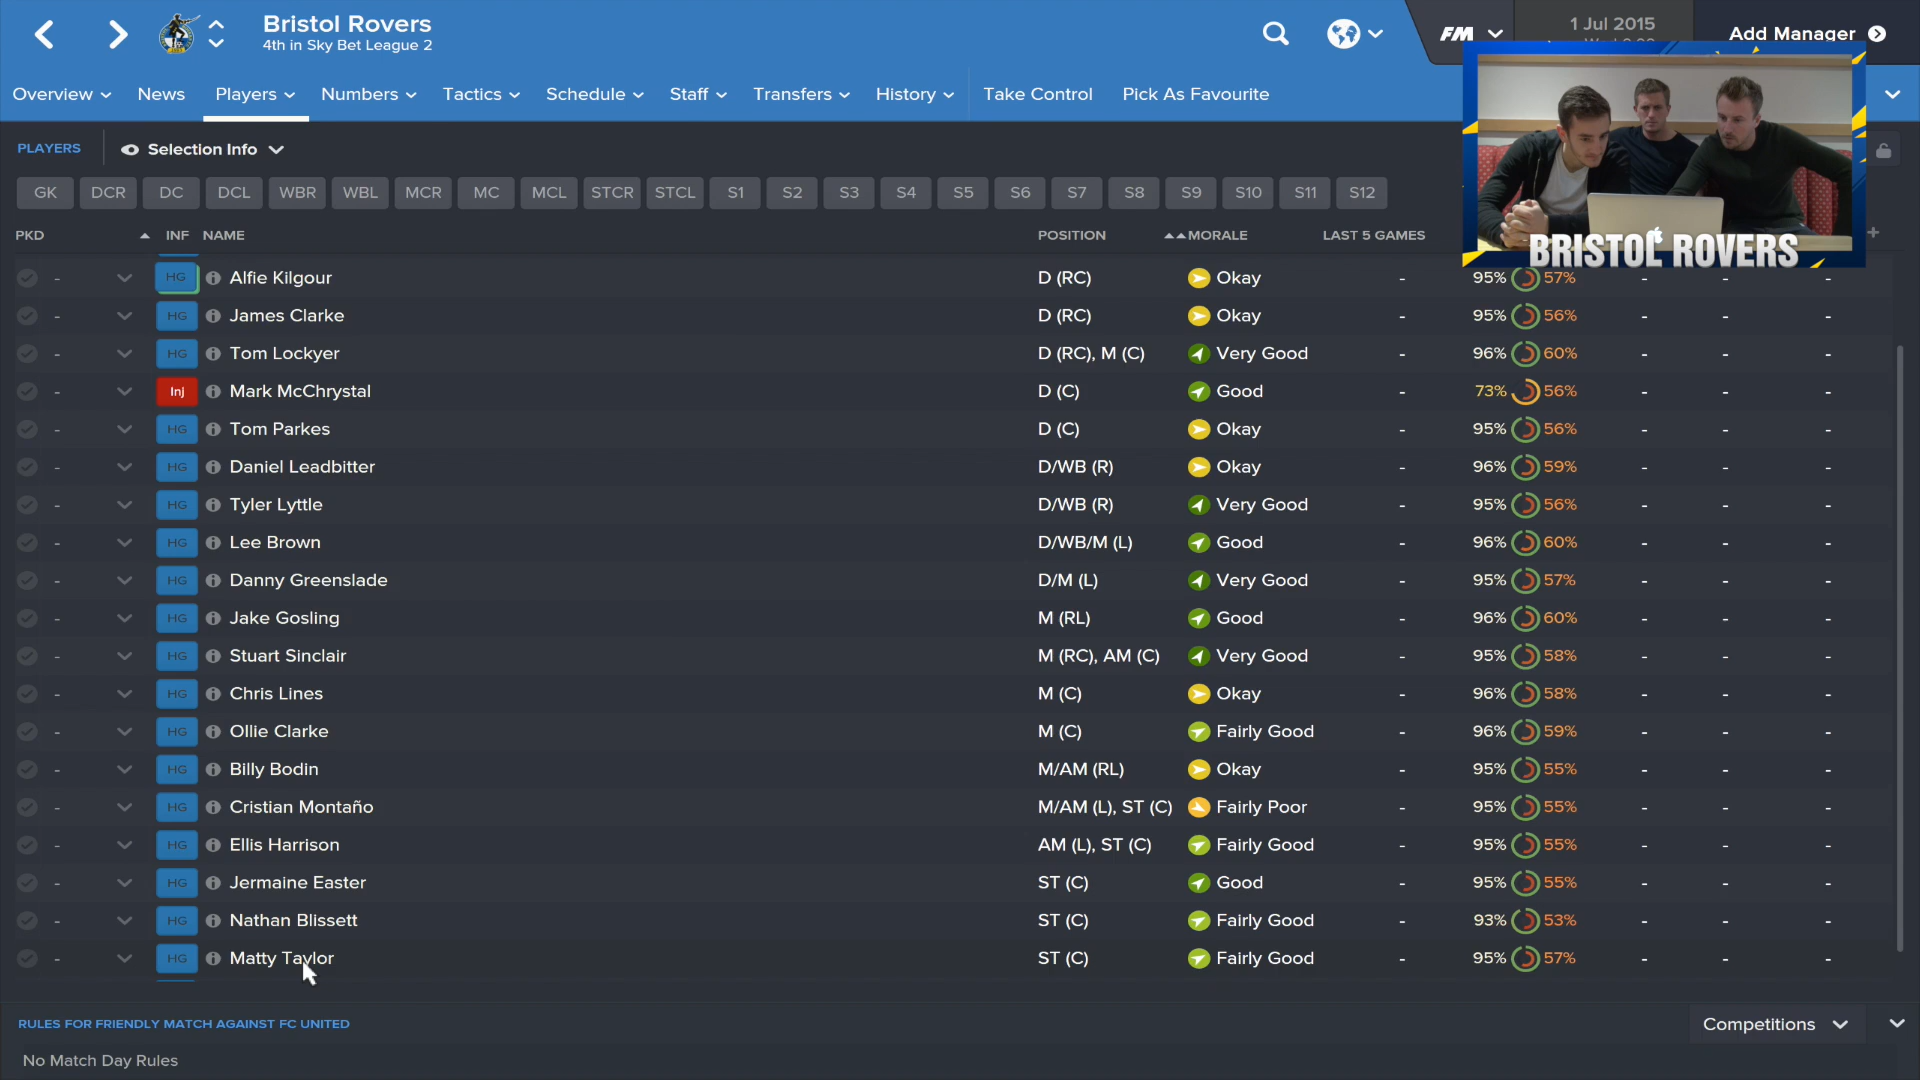 Bristol Rovers
4th in Sky Bet League 2
FM
1 Jul 2015
Add Manager
Overview News Players Numbers Tactics Schedule Staff Transfers History Take Control Pick As Favourite
BRISTOL ROVERS
PLAYERS Selection Info
GK DCR DC DCL WBR WBL MCR MC MCL STCR STCL S1 S2 S3 S4 S5 S6 S7 S8 S9 S10 S11 S12
PKD INF NAME POSITION MORALE LAST 5 GAMES
- HG Alfie Kilgour D (RC) Okay - 95% 57% - - -
- HG James Clarke D (RC) Okay - 95% 56% - - -
- HG Tom Lockyer D (RC), M (C) Very Good - 96% 60% - - -
- Inj Mark McChrystal D (C) Good - 73% 56% - - -
- HG Tom Parkes D (C) Okay - 95% 56% - - -
- HG Daniel Leadbitter D/WB (R) Okay - 96% 59% - - -
- HG Tyler Lyttle D/WB (R) Very Good - 95% 56% - - -
- HG Lee Brown D/WB/M (L) Good - 96% 60% - - -
- HG Danny Greenslade D/M (L) Very Good - 95% 57% - - -
- HG Jake Gosling M (RL) Good - 96% 60% - - -
- HG Stuart Sinclair M (RC), AM (C) Very Good - 95% 58% - - -
- HG Chris Lines M (C) Okay - 96% 58% - - -
- HG Ollie Clarke M (C) Fairly Good - 96% 59% - - -
- HG Billy Bodin M/AM (RL) Okay - 95% 55% - - -
- HG Cristian Montaño M/AM (L), ST (C) Fairly Poor - 95% 55% - - -
- HG Ellis Harrison AM (L), ST (C) Fairly Good - 95% 55% - - -
- HG Jermaine Easter ST (C) Good - 95% 55% - - -
- HG Nathan Blissett ST (C) Fairly Good - 93% 53% - - -
- HG Matty Taylor ST (C) Fairly Good - 95% 57% - - -
RULES FOR FRIENDLY MATCH AGAINST FC UNITED
Competitions
No Match Day Rules